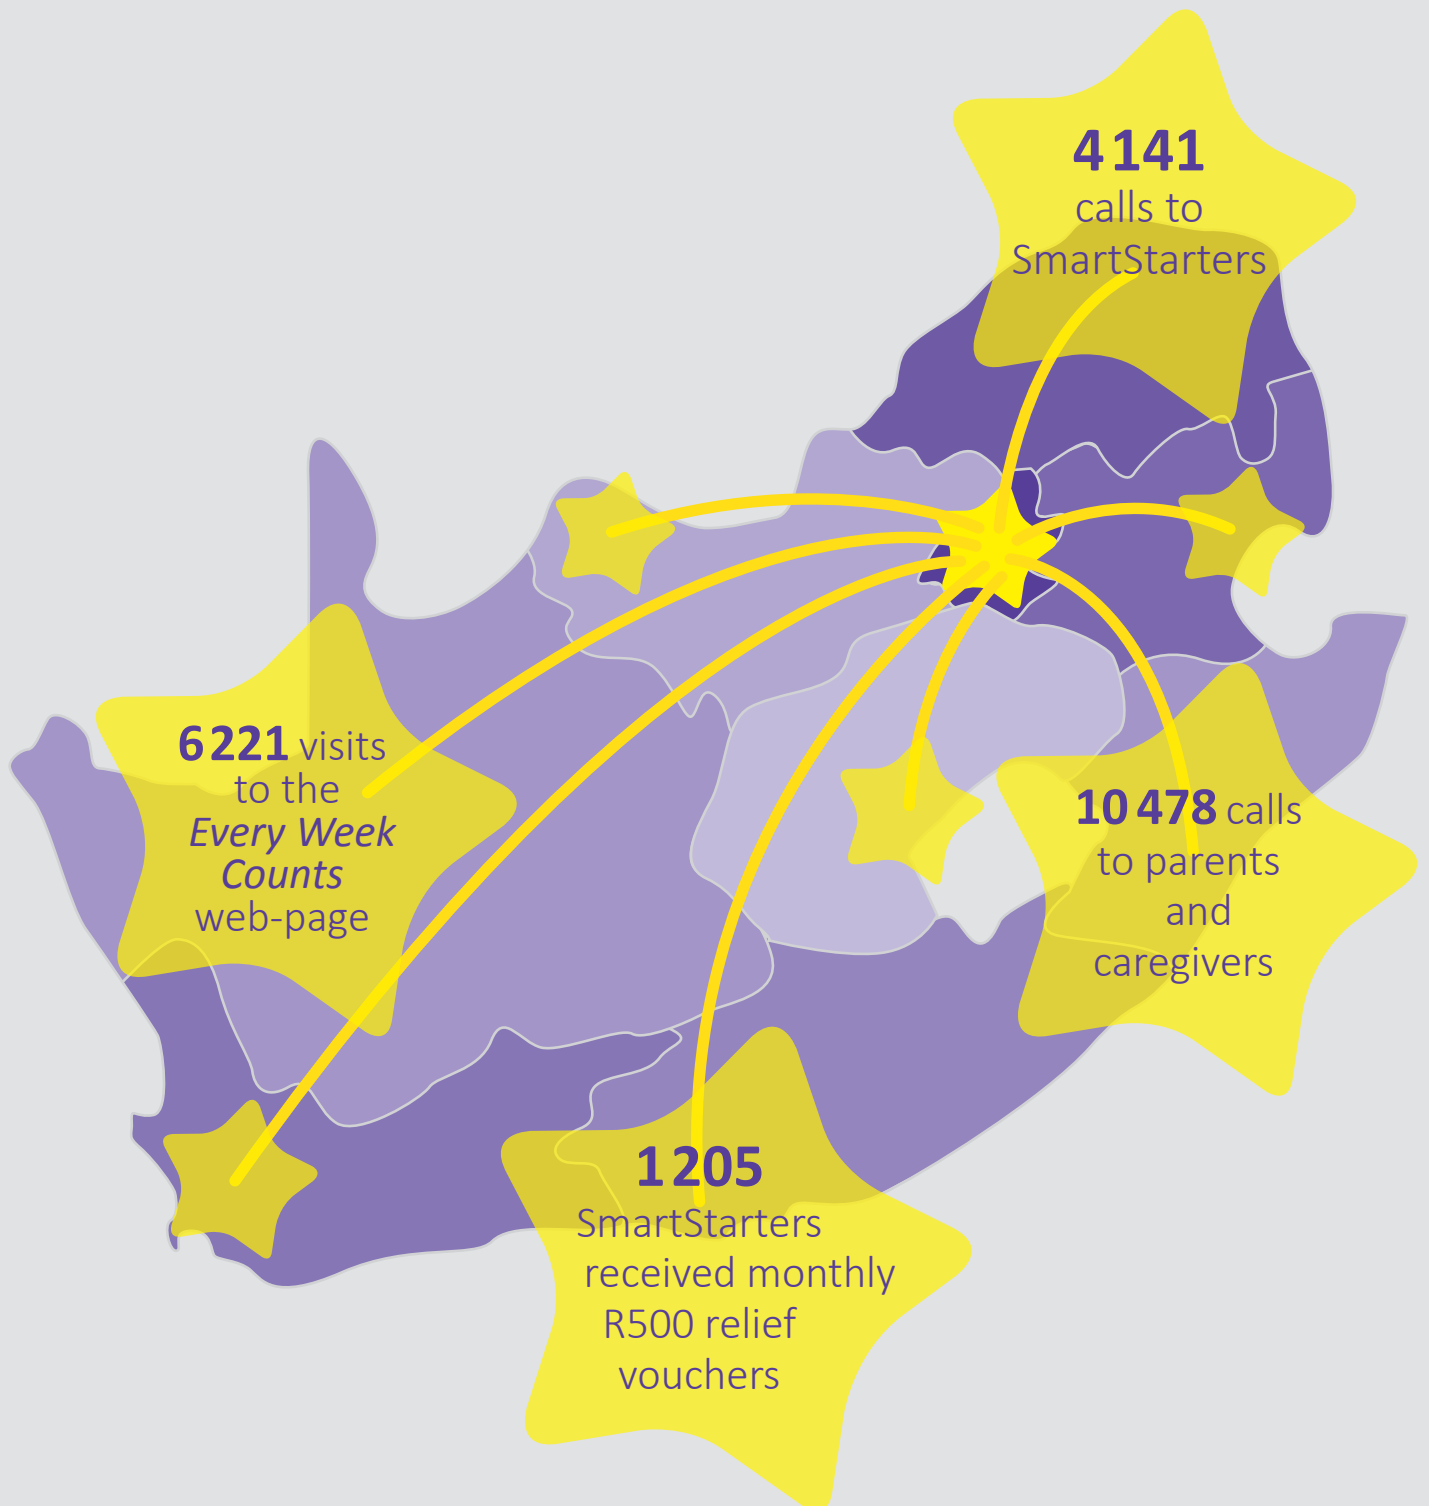 4 141
calls to
SmartStarters
6 221 visits
to the
Every Week
Counts
web-page
10 478 calls
to parents
and
caregivers
1 205
SmartStarters
received monthly
R500 relief
vouchers